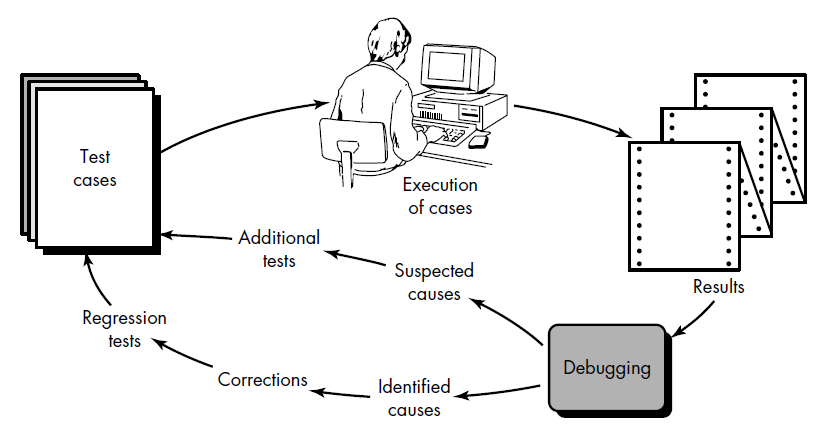 Test
cases
Execution
of cases
Results
Additional
tests
Suspected
causes
Debugging
Regression
tests
Corrections
Identified
causes